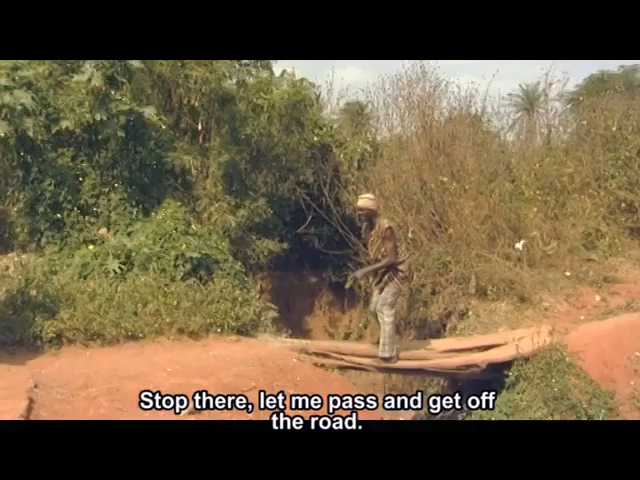 Stop there, let me pass and get off
the road.